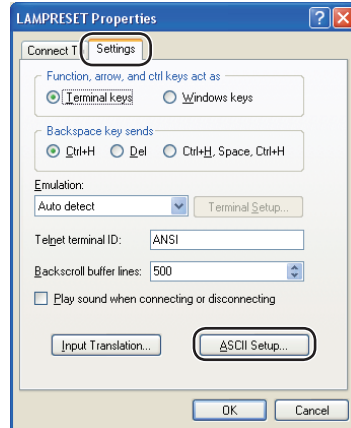 LAMPRESET Properties
Connect T Settings
Function, arrow, and ctrl keys act as
Terminal keys Windows keys
Backspace key sends
Ctrl+H Del Ctrl+H, Space, Ctrl+H
Emulation:
Auto detect Terminal Setup...
Telnet terminal ID: ANSI
Backscroll buffer lines: 500
Play sound when connecting or disconnecting
Input Translation... ASCII Setup...
OK Cancel